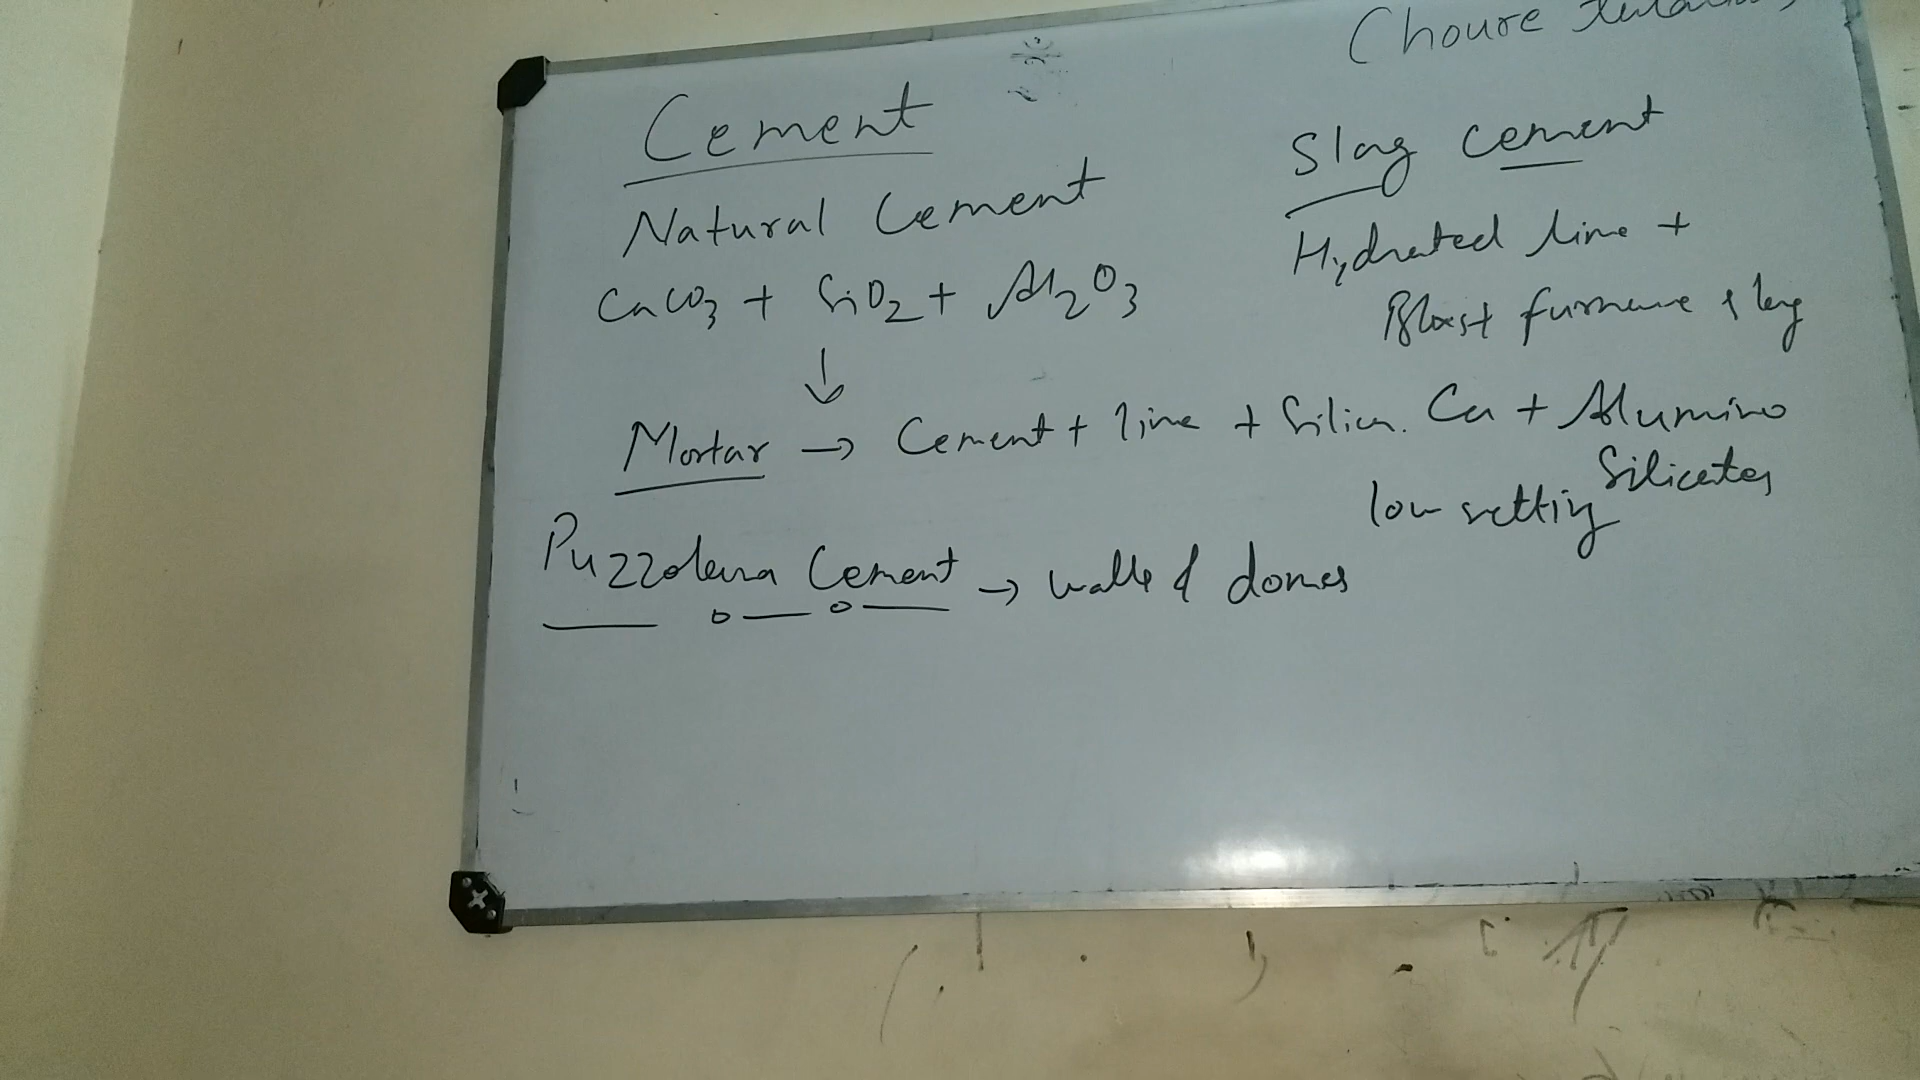 Choure
Cement
Natural Cement
CaCO3 + SiO2 + Al2O3
↓
Mortar → Cement + lime + Silica.
Puzzolana Cement → walls & domes
Slag cement
Hydrated lime +
Blast furnace slag
Ca + Alumino
Silicates
low setting